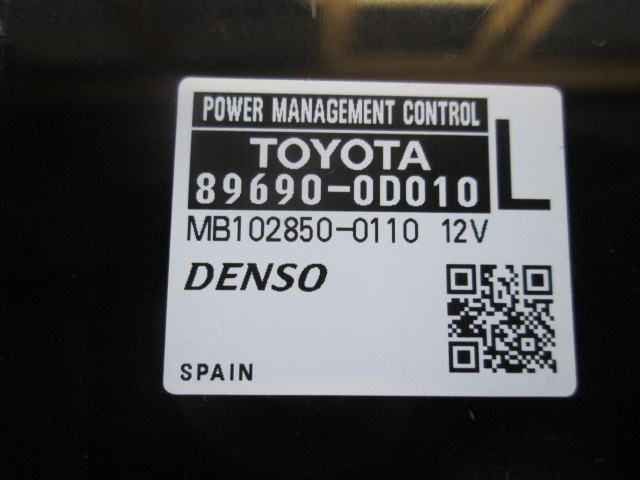 POWER MANAGEMENT CONTROL
TOYOTA
L
89690-0D010
MB102850-0110 12V
DENSO
SPAIN